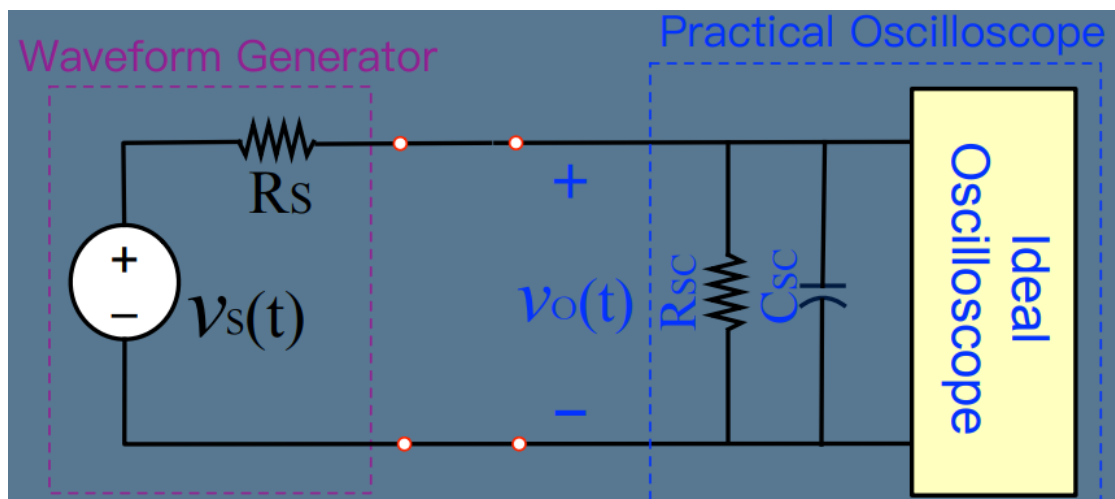 Practical Oscilloscope
Waveform Generator
RS
+
+
−
vS(t)
vO(t)
−
RSC
CSC
Ideal
Oscilloscope